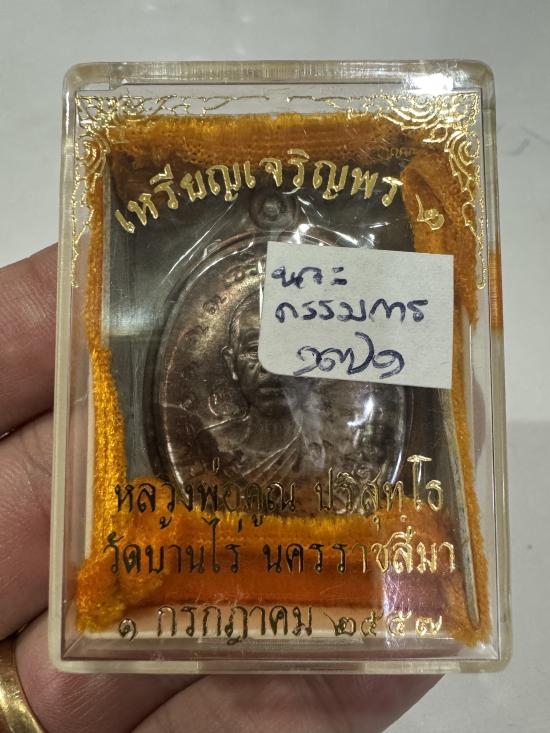 เหรียญเจริญพร ๒
นวะ
กรรมการ
๑๗๑
หลวงพ่อคูณ ปริสุทฺโธ
วัดบ้านไร่ นครราชสีมา
๑ กรกฎาคม ๒๕๕๗